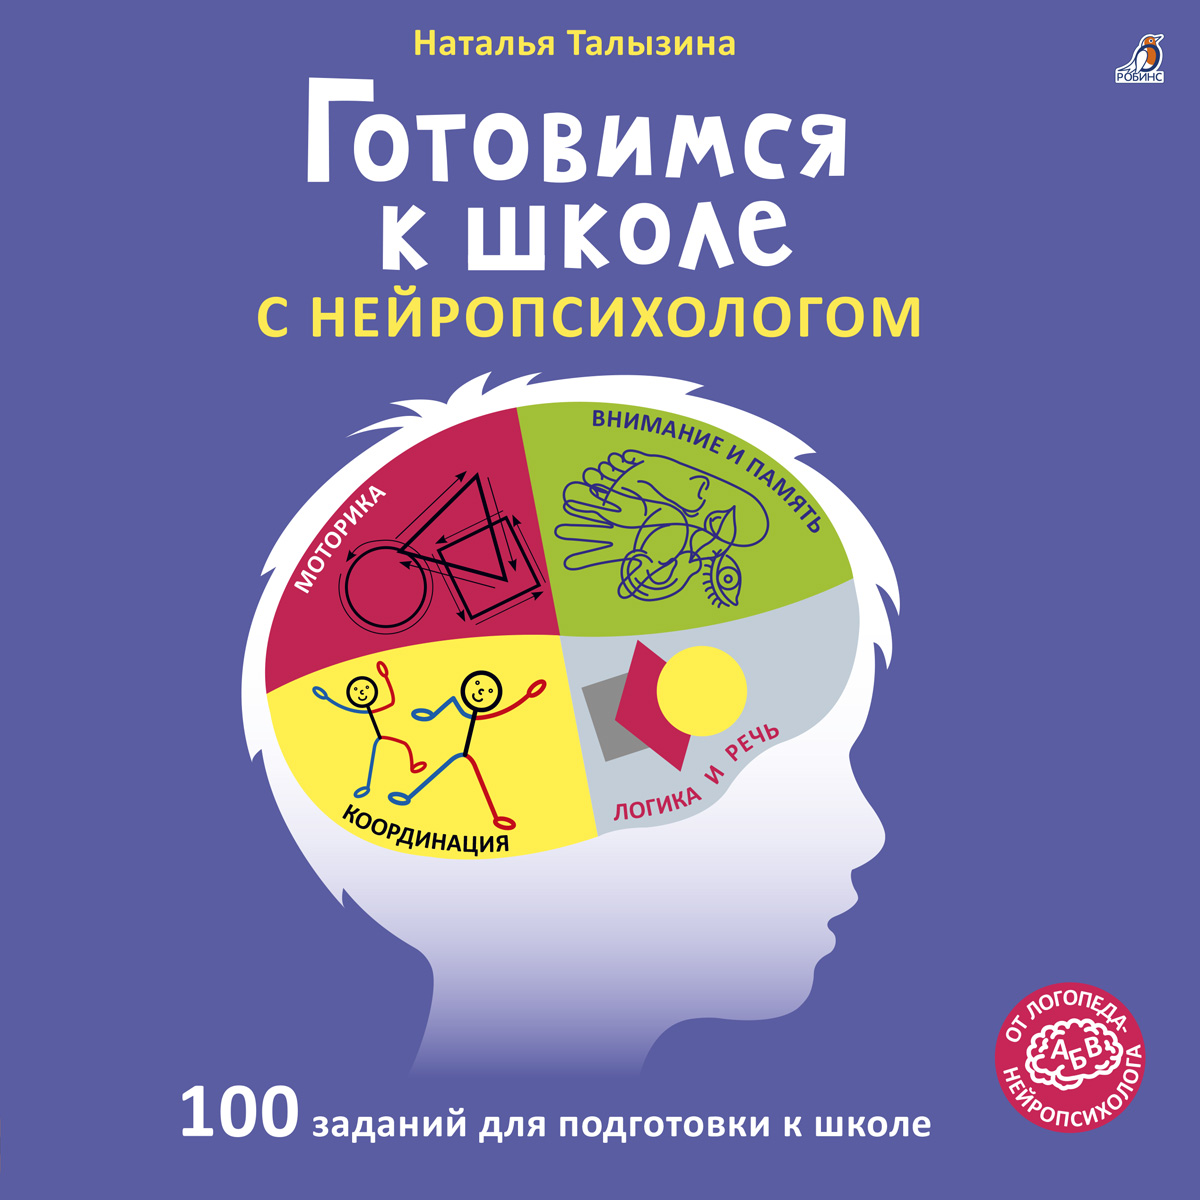 Наталья Талызина
РОБИНС
Готовимся
к школе
с нейропсихологом
МОТОРИКА
ВНИМАНИЕ И ПАМЯТЬ
КООРДИНАЦИЯ
ЛОГИКА И РЕЧЬ
ОТ ЛОГОПЕДА-
АБВ
НЕЙРОПСИХОЛОГА
100 заданий для подготовки к школе